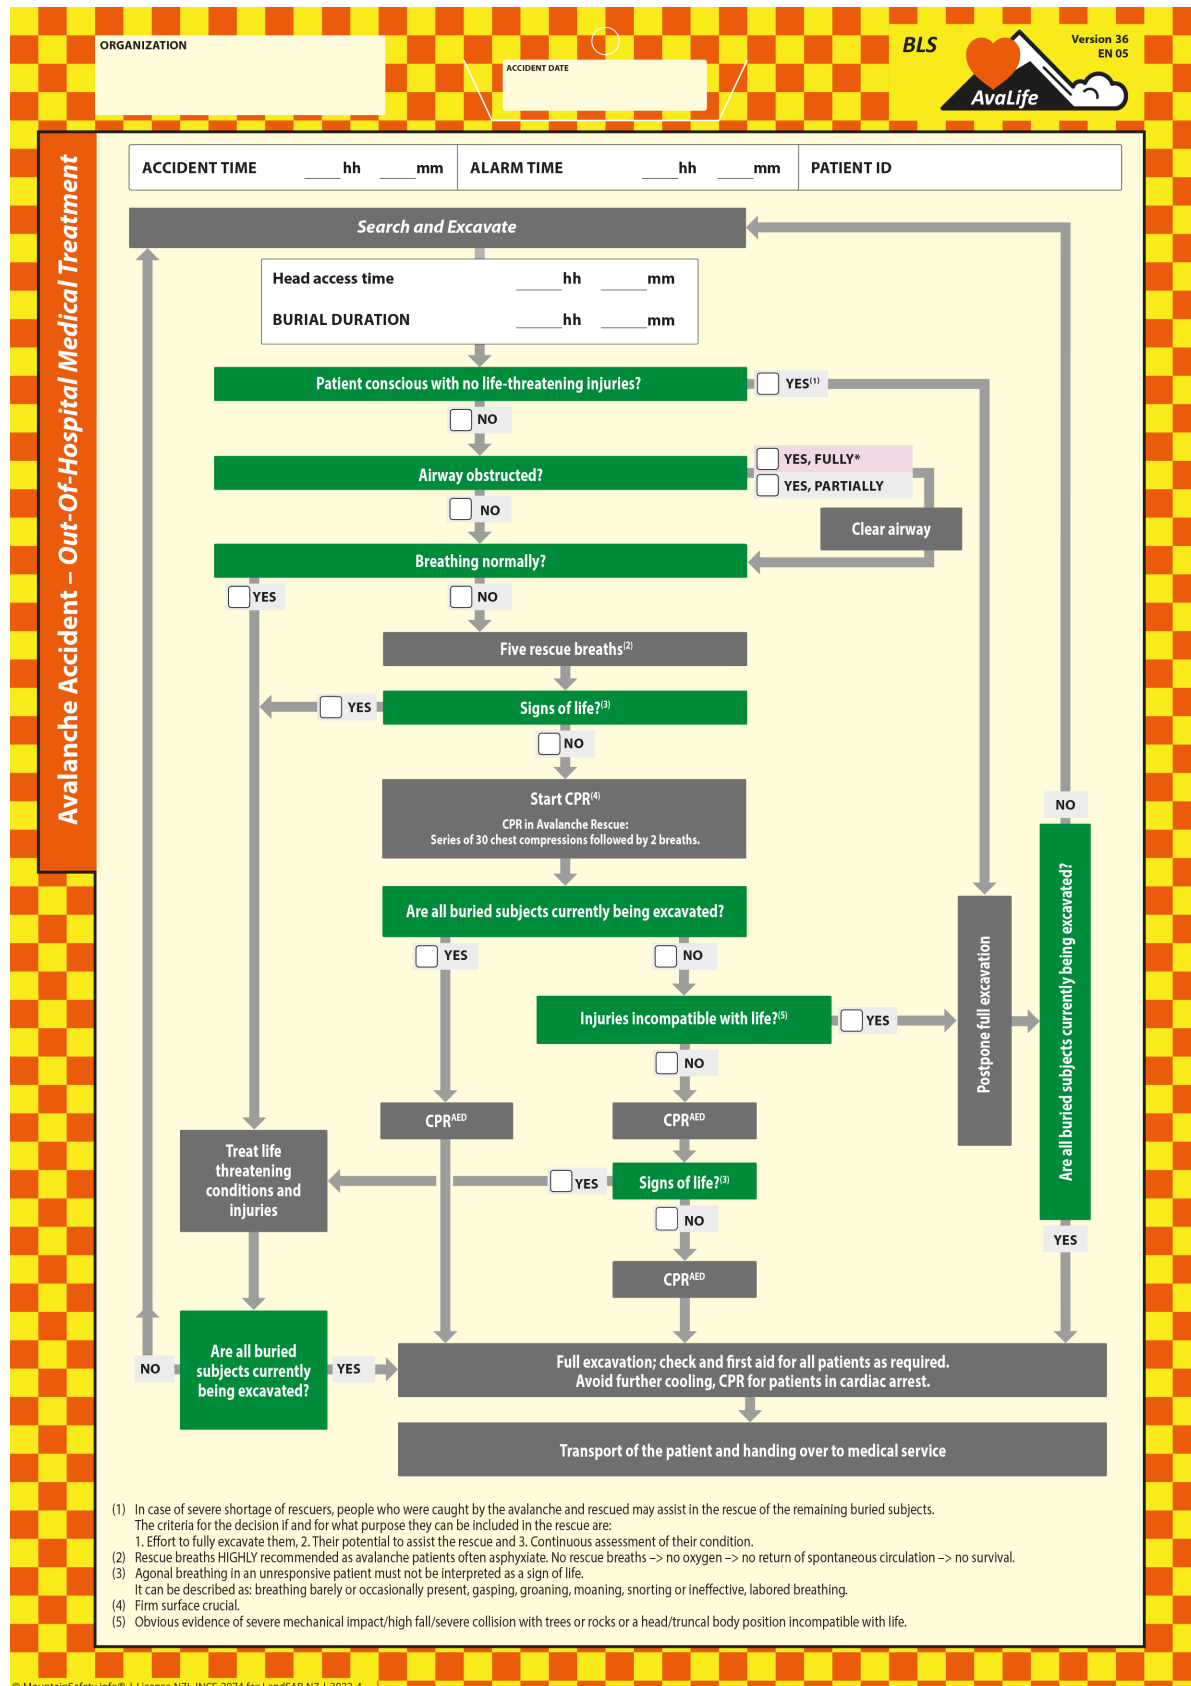 ORGANIZATION
ACCIDENT DATE
BLS
Version 36
EN 05
AvaLife
Avalanche Accident – Out-Of-Hospital Medical Treatment
ACCIDENT TIME ____ hh ____ mm
ALARM TIME ____ hh ____ mm
PATIENT ID
Search and Excavate
Head access time _____ hh _____ mm
BURIAL DURATION _____ hh _____ mm
Patient conscious with no life-threatening injuries?
YES(1)
NO
Airway obstructed?
YES, FULLY*
YES, PARTIALLY
NO
Clear airway
Breathing normally?
YES
NO
Five rescue breaths(2)
Signs of life?(3)
YES
NO
Start CPR(4)
CPR in Avalanche Rescue:
Series of 30 chest compressions followed by 2 breaths.
Are all buried subjects currently being excavated?
YES
NO
Injuries incompatible with life?(5)
YES
NO
Postpone full excavation
NO
Are all buried subjects currently being excavated?
YES
CPRAED
CPRAED
Treat life
threatening
conditions and
injuries
YES
Signs of life?(3)
NO
CPRAED
NO
Are all buried
subjects currently
being excavated?
YES
Full excavation; check and first aid for all patients as required.
Avoid further cooling, CPR for patients in cardiac arrest.
Transport of the patient and handing over to medical service
(1) In case of severe shortage of rescuers, people who were caught by the avalanche and rescued may assist in the rescue of the remaining buried subjects.
The criteria for the decision if and for what purpose they can be included in the rescue are:
1. Effort to fully excavate them, 2. Their potential to assist the rescue and 3. Continuous assessment of their condition.
(2) Rescue breaths HIGHLY recommended as avalanche patients often asphyxiate. No rescue breaths –> no oxygen –> no return of spontaneous circulation –> no survival.
(3) Agonal breathing in an unresponsive patient must not be interpreted as a sign of life.
It can be described as: breathing barely or occasionally present, gasping, groaning, moaning, snorting or ineffective, labored breathing.
(4) Firm surface crucial.
(5) Obvious evidence of severe mechanical impact/high fall/severe collision with trees or rocks or a head/truncal body position incompatible with life.